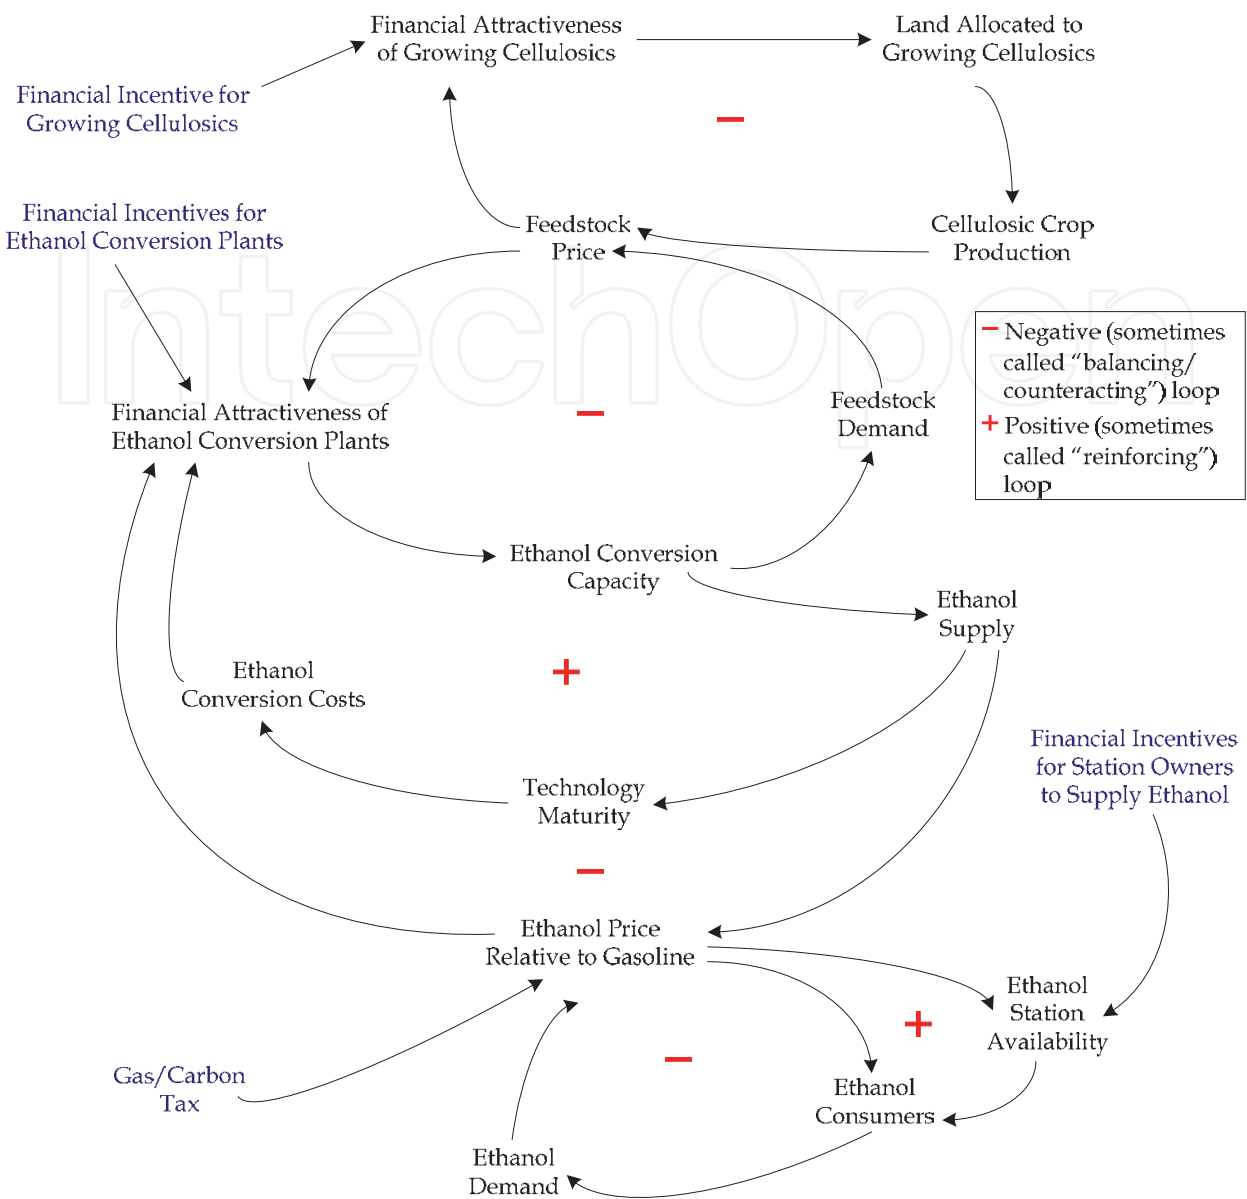 Financial Attractiveness
of Growing Cellulosics
Land Allocated to
Growing Cellulosics
Financial Incentive for
Growing Cellulosics
−
Financial Incentives for
Ethanol Conversion Plants
Feedstock
Price
Cellulosic Crop
Production
IntechOpen
− Negative (sometimes
called “balancing/
counteracting”) loop
+ Positive (sometimes
called “reinforcing”)
loop
Financial Attractiveness of
Ethanol Conversion Plants
−
Feedstock
Demand
Ethanol Conversion
Capacity
Ethanol
Supply
Ethanol
Conversion Costs
+
Financial Incentives
for Station Owners
to Supply Ethanol
Technology
Maturity
−
Ethanol Price
Relative to Gasoline
Ethanol
Station
Availability
+
−
Gas/Carbon
Tax
Ethanol
Consumers
Ethanol
Demand